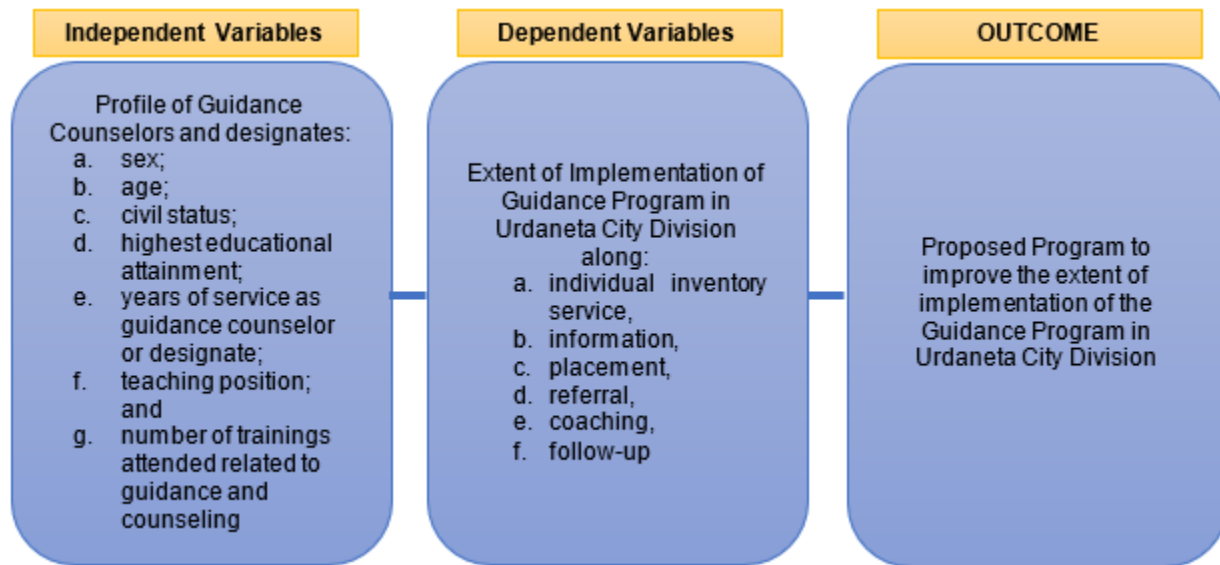 Independent Variables
Profile of Guidance
Counselors and designates:
a. sex;
b. age;
c. civil status;
d. highest educational
attainment;
e. years of service as
guidance counselor
or designate;
f. teaching position;
and
g. number of trainings
attended related to
guidance and
counseling
Dependent Variables
Extent of Implementation of
Guidance Program in
Urdaneta City Division
along:
a. individual inventory
service,
b. information,
c. placement,
d. referral,
e. coaching,
f. follow-up
OUTCOME
Proposed Program to
improve the extent of
implementation of the
Guidance Program in
Urdaneta City Division